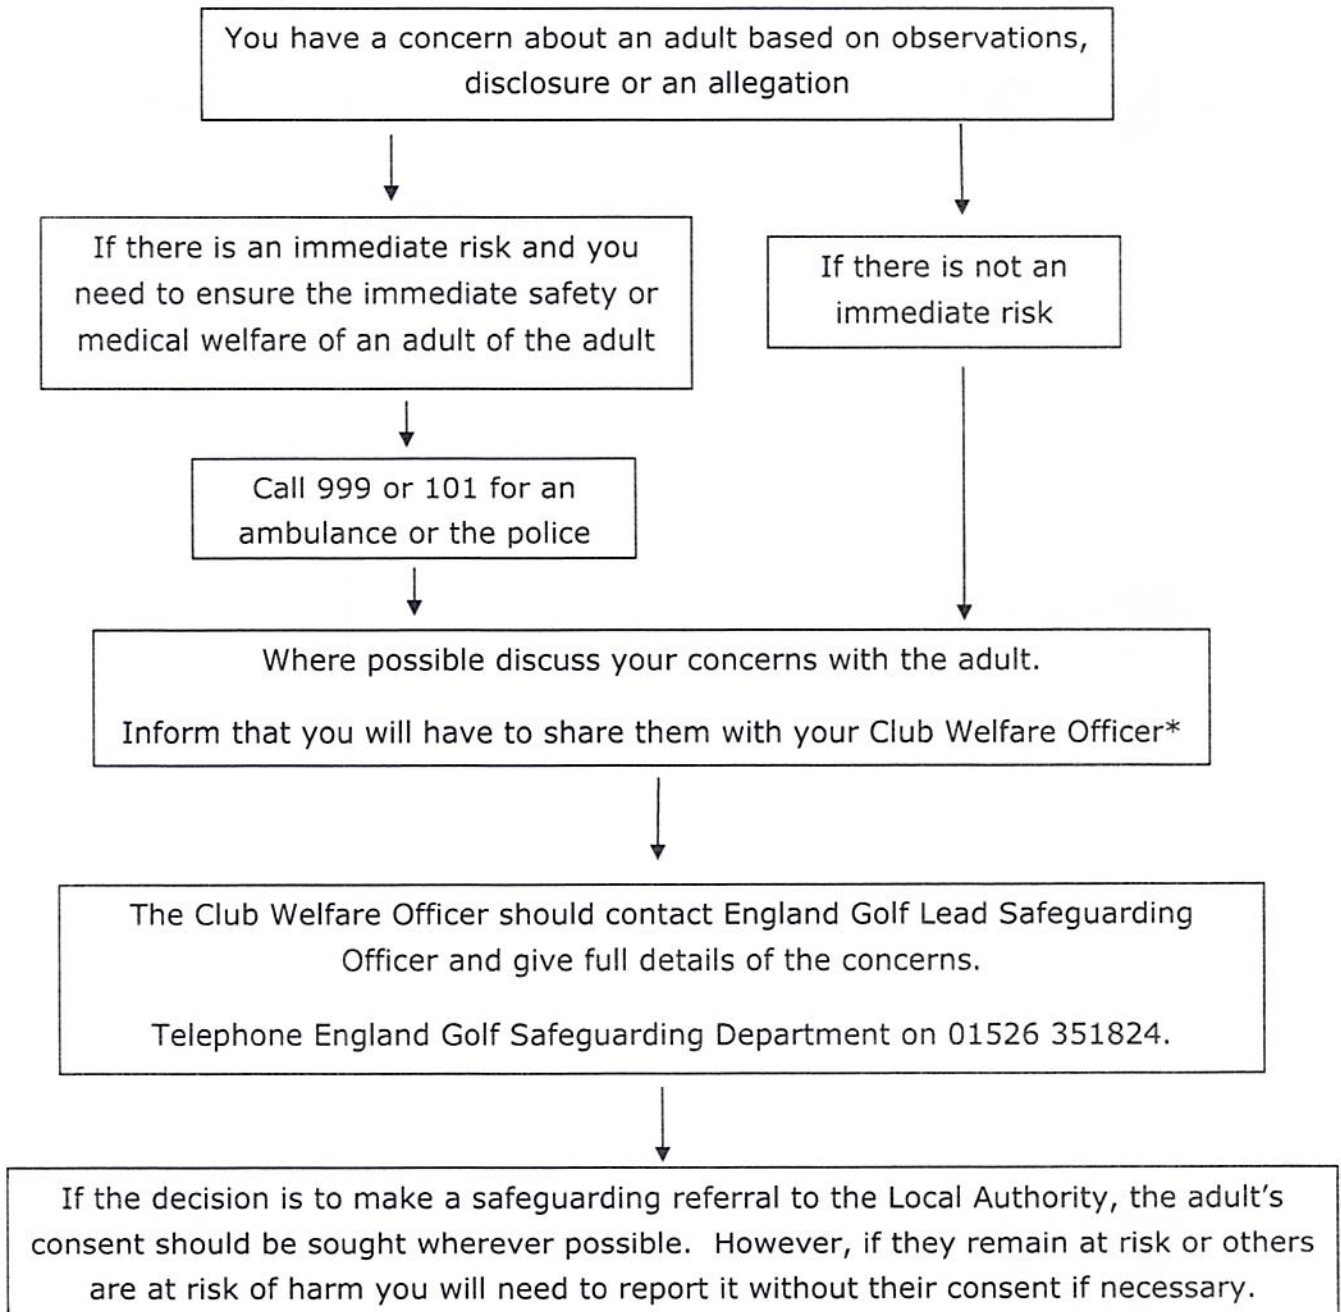 You have a concern about an adult based on observations,
disclosure or an allegation
If there is an immediate risk and you
need to ensure the immediate safety or
medical welfare of an adult of the adult
If there is not an
immediate risk
Call 999 or 101 for an
ambulance or the police
Where possible discuss your concerns with the adult.
Inform that you will have to share them with your Club Welfare Officer*
The Club Welfare Officer should contact England Golf Lead Safeguarding
Officer and give full details of the concerns.
Telephone England Golf Safeguarding Department on 01526 351824.
If the decision is to make a safeguarding referral to the Local Authority, the adult's
consent should be sought wherever possible.  However, if they remain at risk or others
are at risk of harm you will need to report it without their consent if necessary.